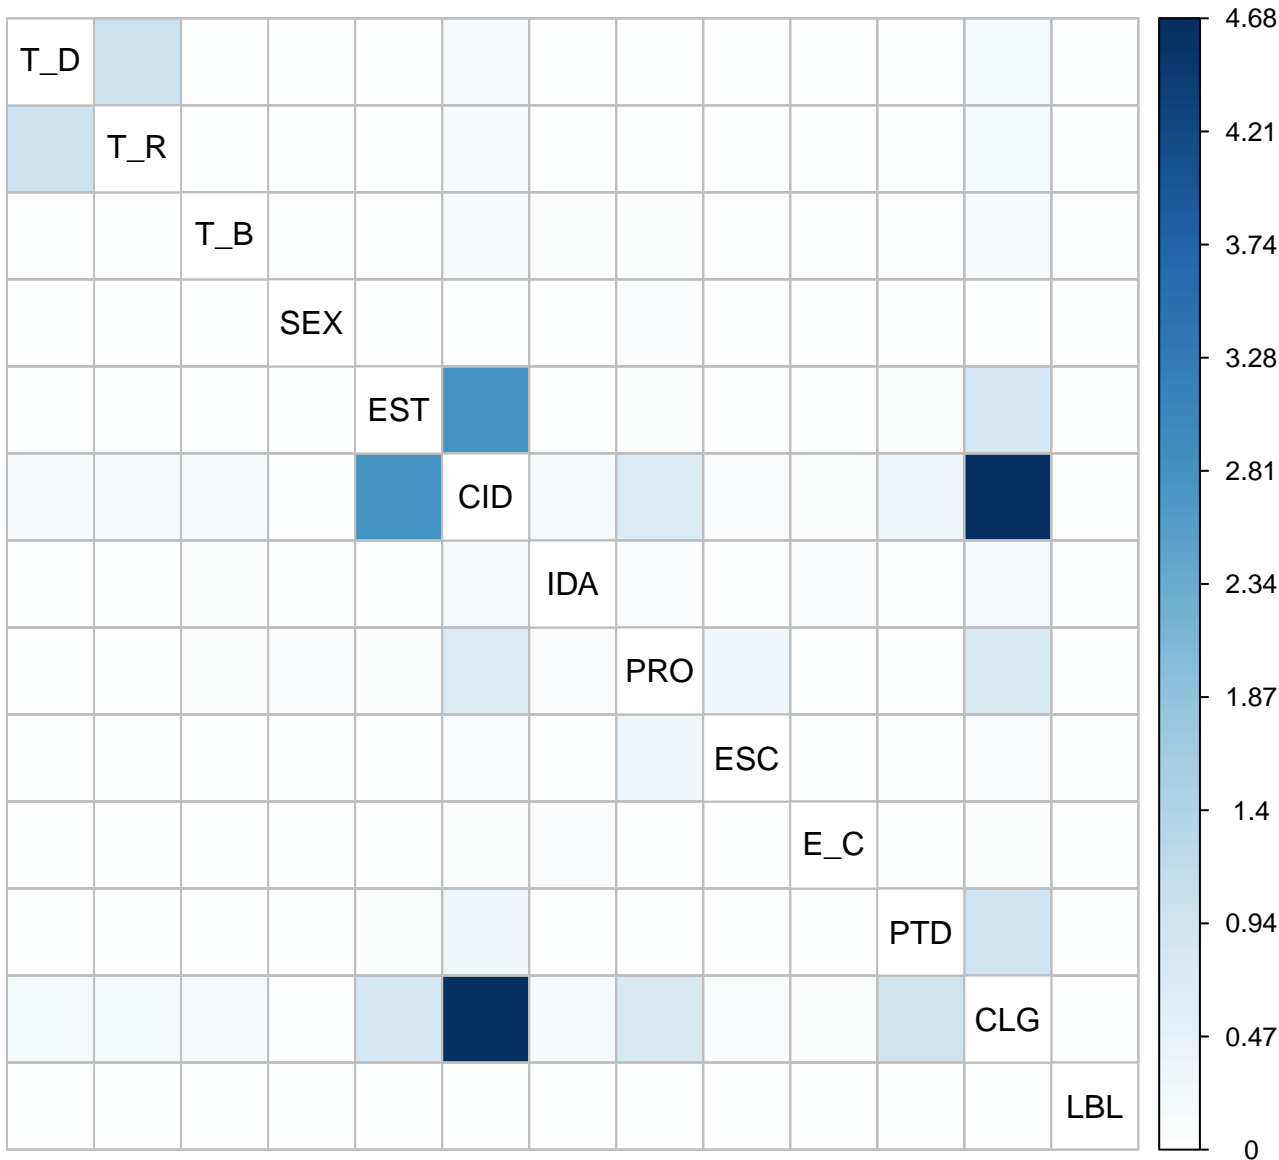 4.68
T_D
4.21
T_R
3.74
T_B
SEX
3.28
EST
2.81
CID
2.34
IDA
PRO
1.87
ESC
1.4
E_C
0.94
PTD
CLG
0.47
LBL
0